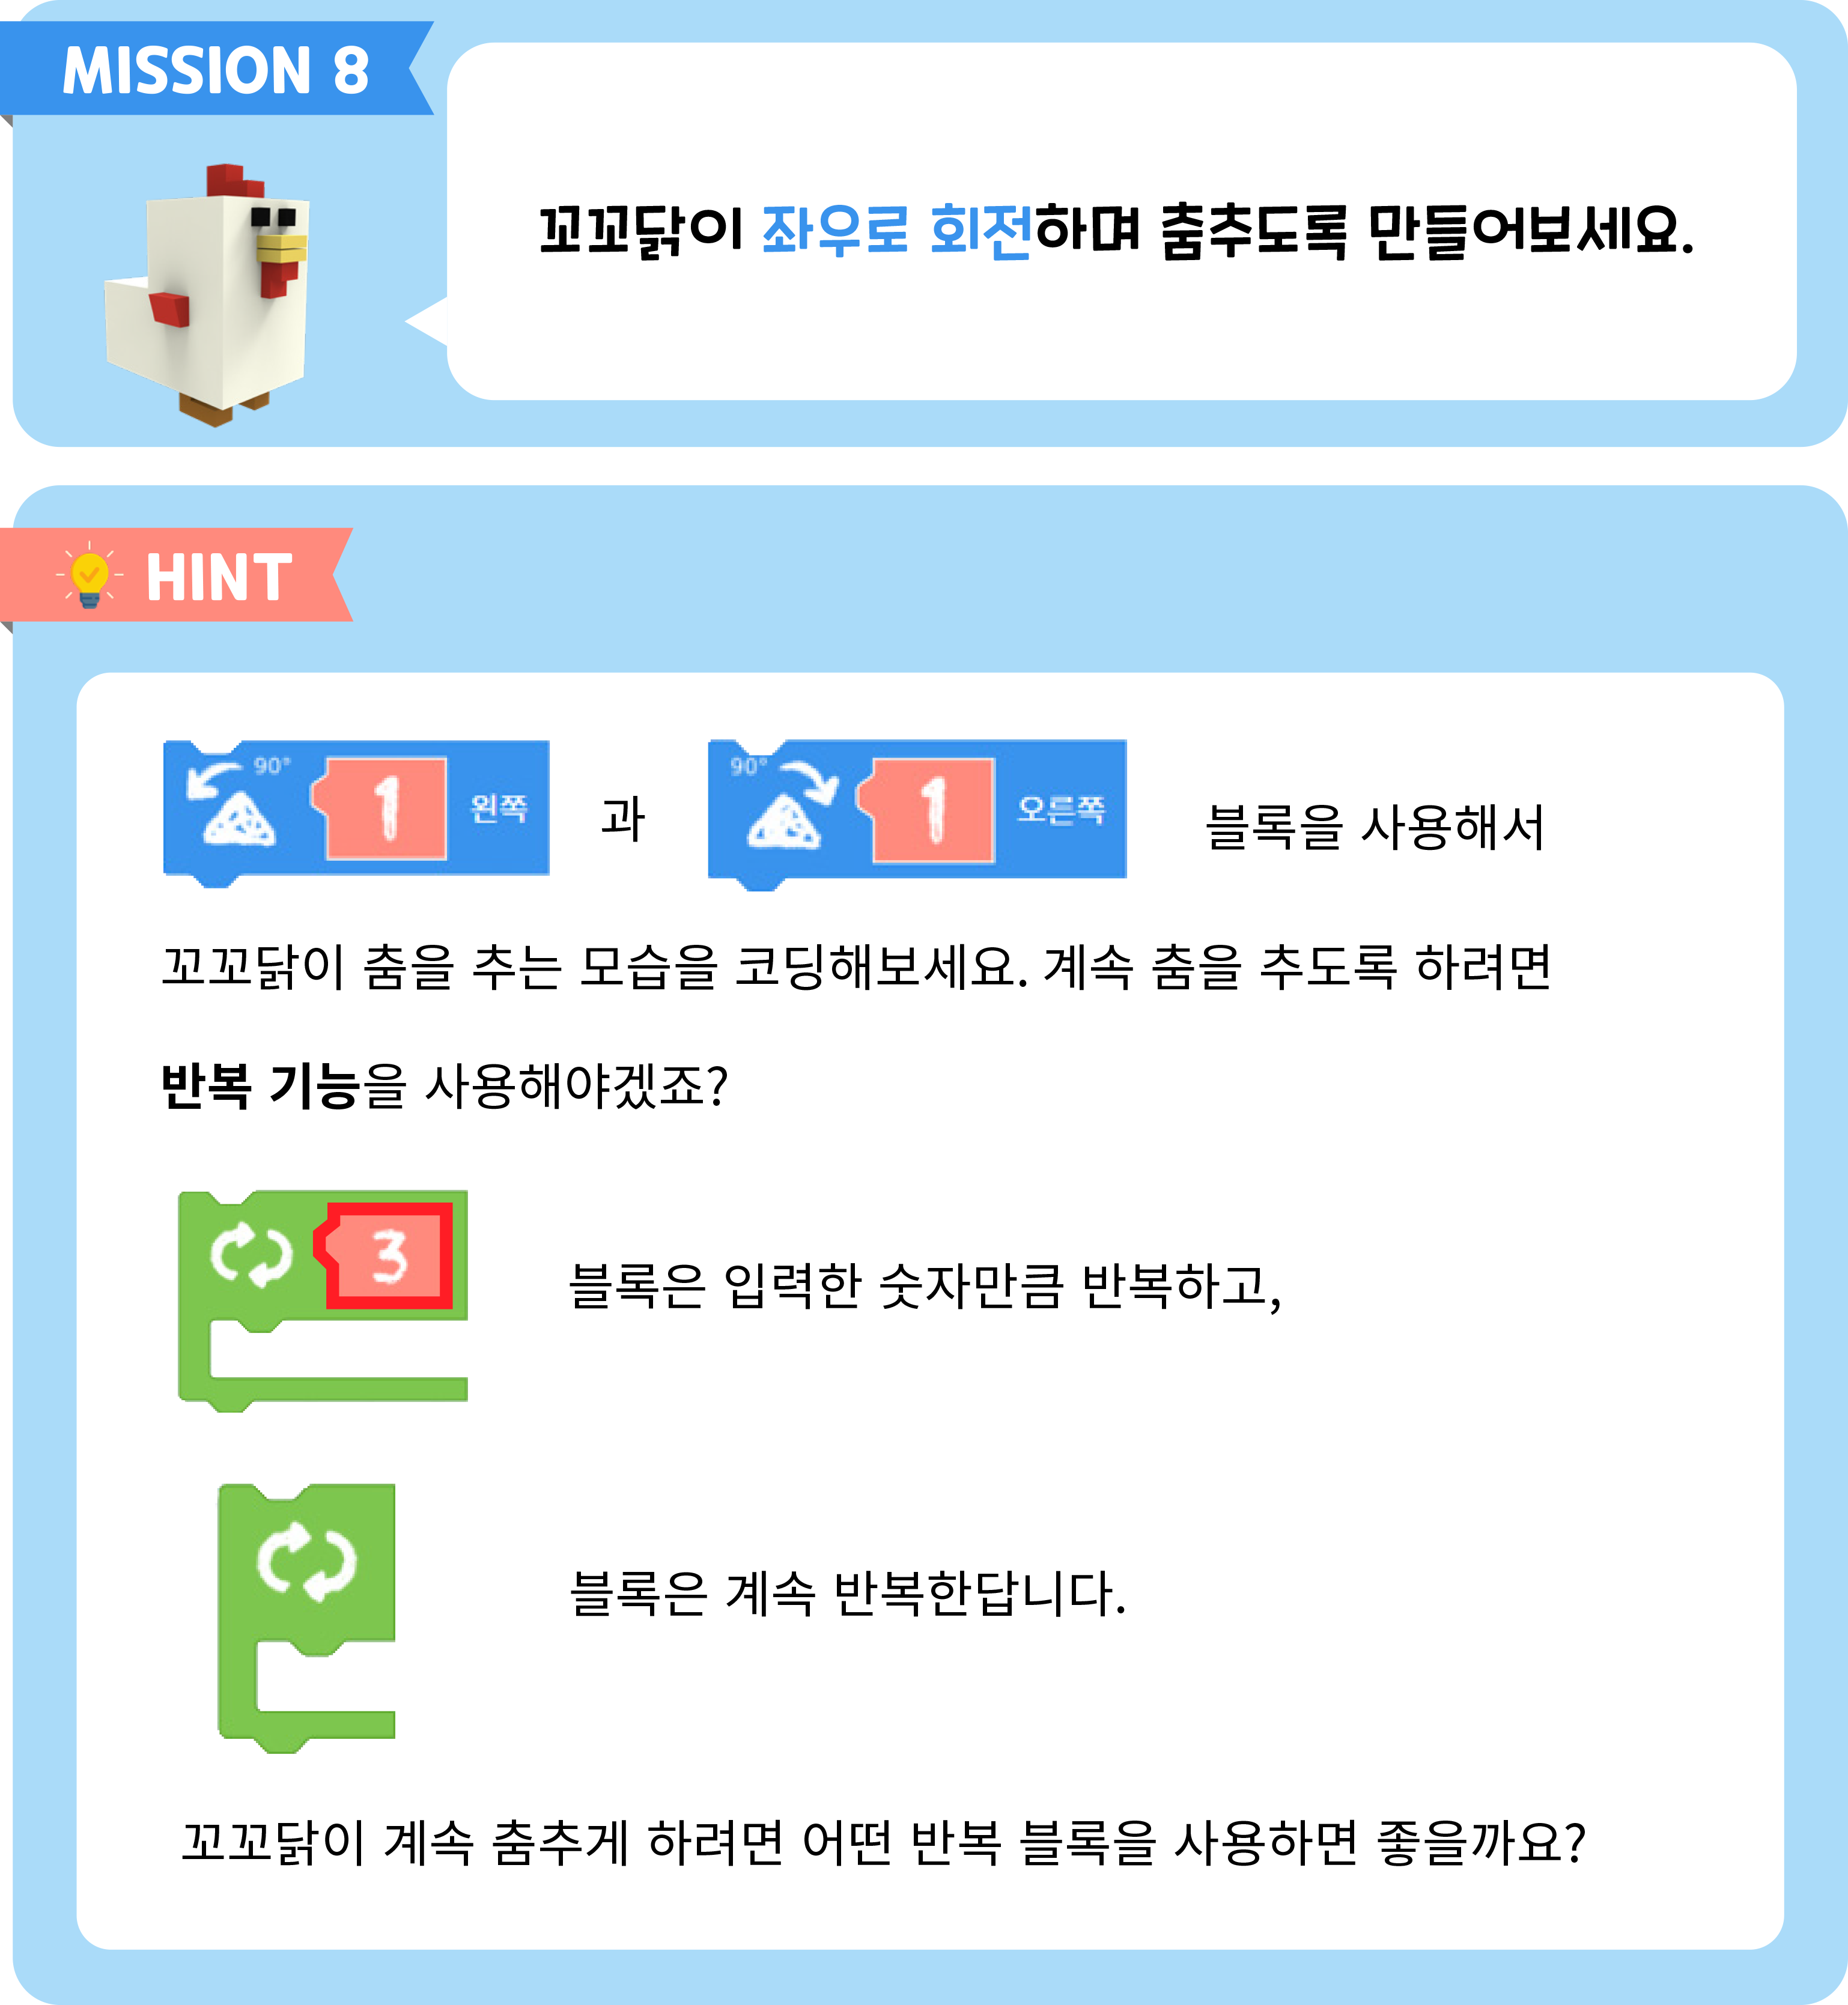 MISSION 8
꼬꼬닭이 좌우로 회전하며 춤추도록 만들어보세요.
HINT
90° 1 왼쪽 과 90° 1 오른쪽 블록을 사용해서
꼬꼬닭이 춤을 추는 모습을 코딩해보세요. 계속 춤을 추도록 하려면
반복 기능을 사용해야겠죠?
3 블록은 입력한 숫자만큼 반복하고,
블록은 계속 반복한답니다.
꼬꼬닭이 계속 춤추게 하려면 어떤 반복 블록을 사용하면 좋을까요?